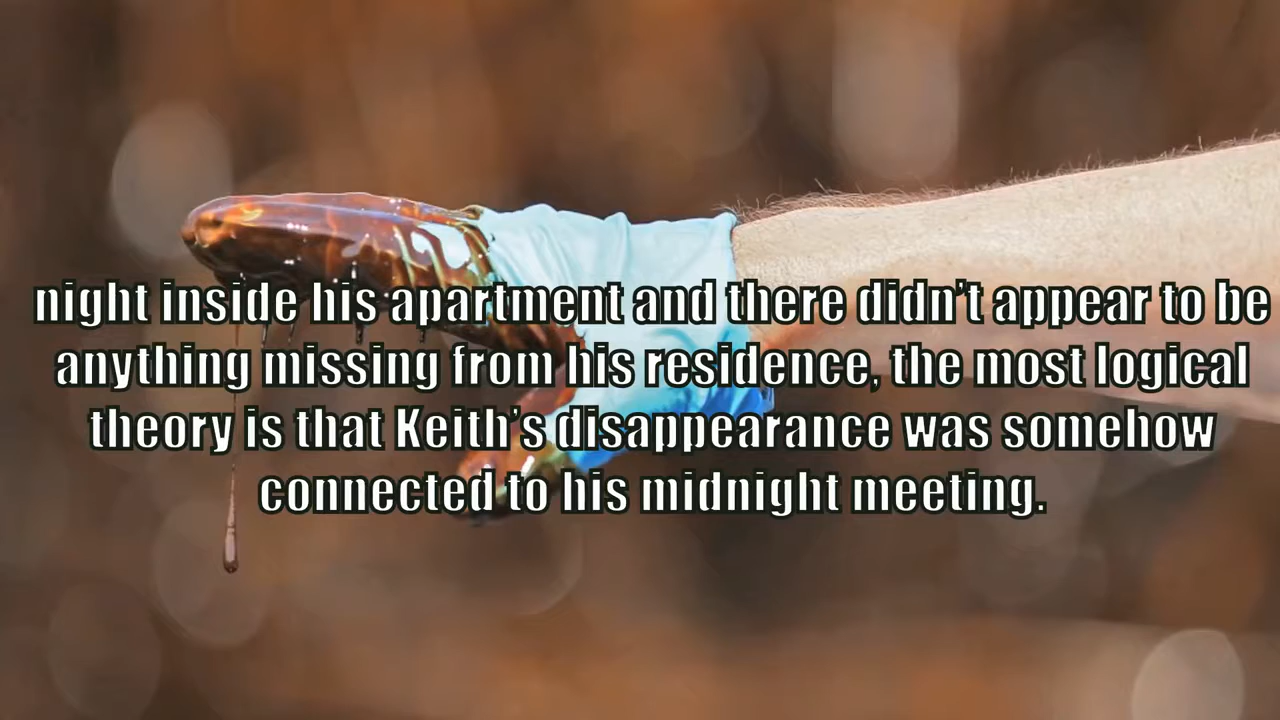 night inside his apartment and there didn't appear to be
anything missing from his residence, the most logical
theory is that Keith's disappearance was somehow
connected to his midnight meeting.